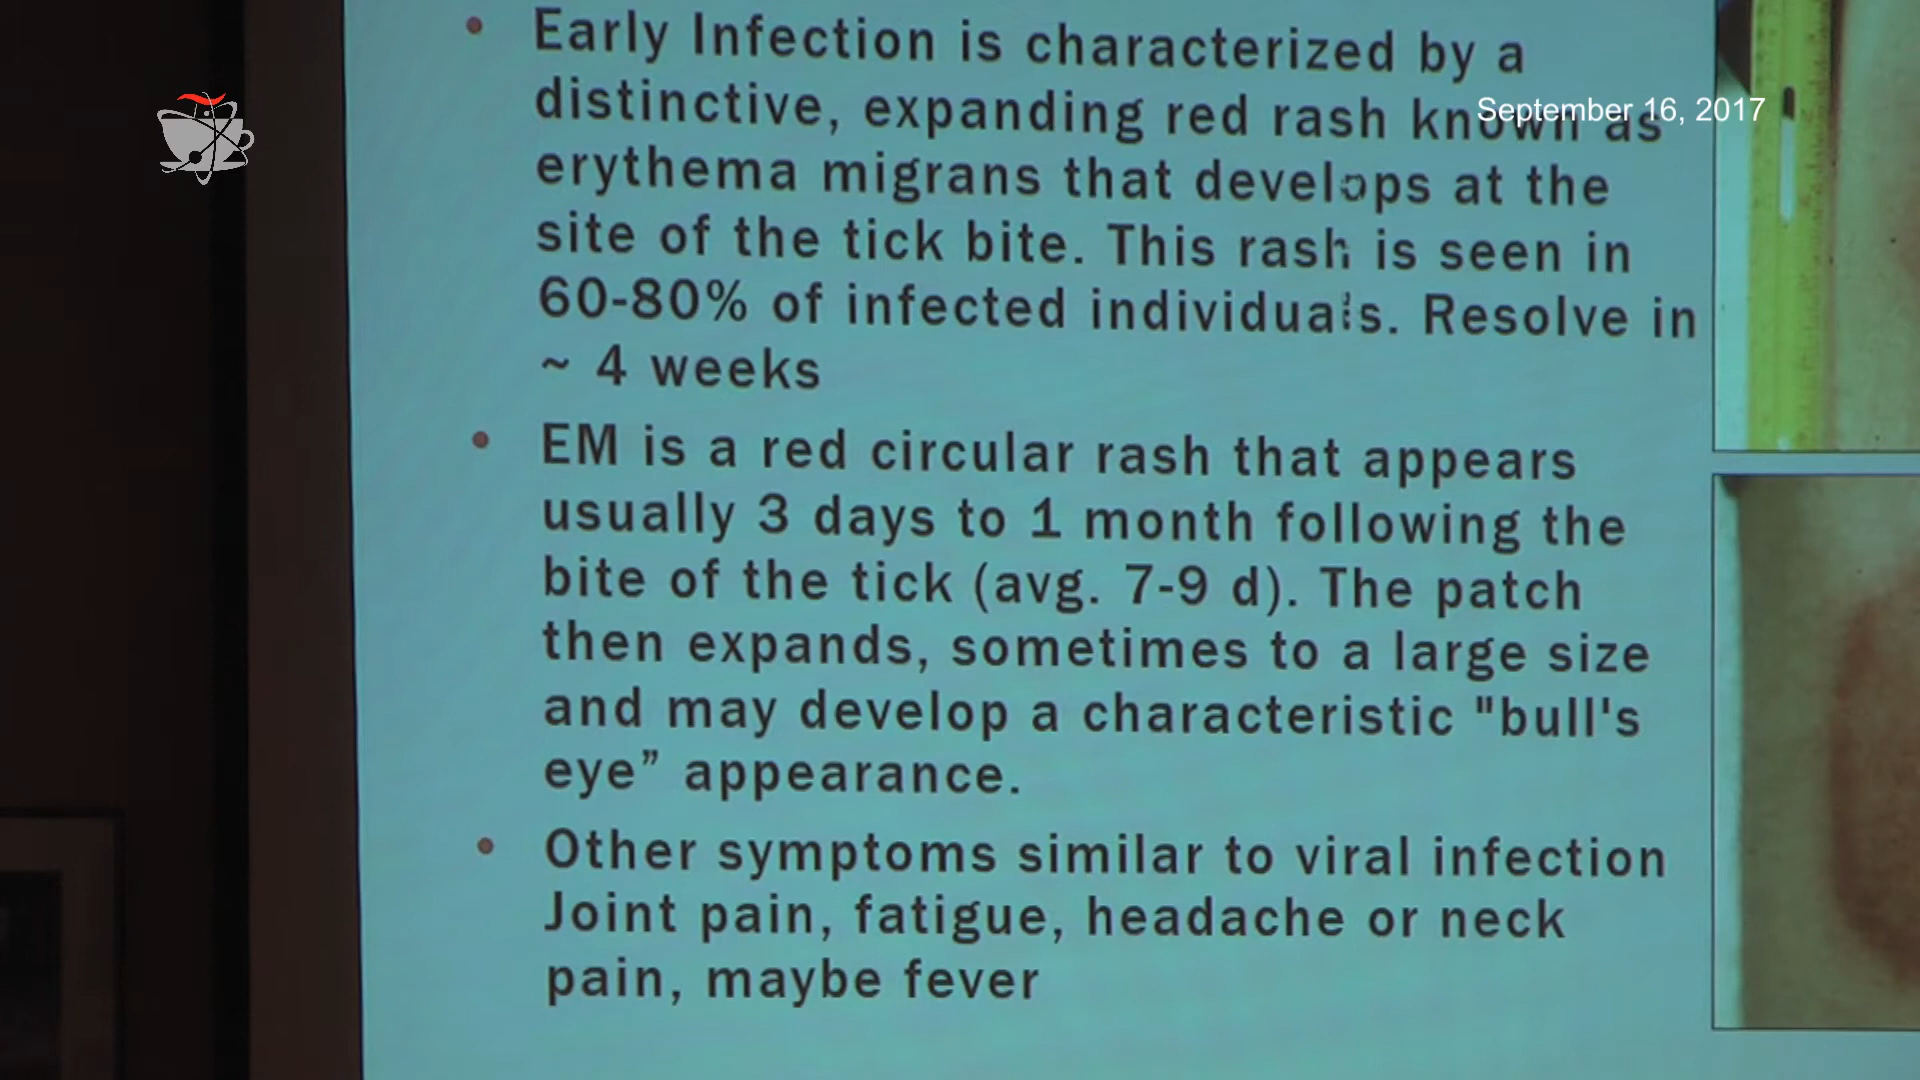 • Early Infection is characterized by a
distinctive, expanding red rash known as
September 16, 2017
erythema migrans that develops at the
site of the tick bite. This rash is seen in
60-80% of infected individuals. Resolve in
~ 4 weeks
• EM is a red circular rash that appears
usually 3 days to 1 month following the
bite of the tick (avg. 7-9 d). The patch
then expands, sometimes to a large size
and may develop a characteristic "bull's
eye” appearance.
• Other symptoms similar to viral infection
Joint pain, fatigue, headache or neck
pain, maybe fever